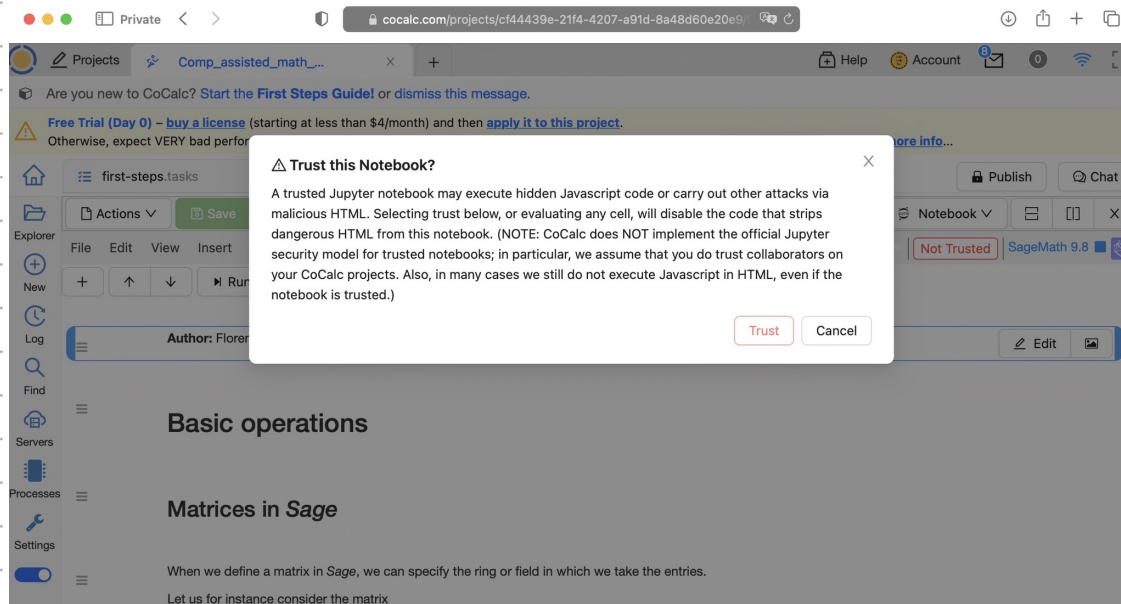 Private
cocalc.com/projects/cf44439e-21f4-4207-a91d-8a48d60e20e9/
Projects
Comp_assisted_math_...
Help
Account
8
0
Are you new to CoCalc? Start the First Steps Guide! or dismiss this message.
Free Trial (Day 0) – buy a license (starting at less than $4/month) and then apply it to this project.
Otherwise, expect VERY bad perfor
more info...
Trust this Notebook?
A trusted Jupyter notebook may execute hidden Javascript code or carry out other attacks via
malicious HTML. Selecting trust below, or evaluating any cell, will disable the code that strips
dangerous HTML from this notebook. (NOTE: CoCalc does NOT implement the official Jupyter
security model for trusted notebooks; in particular, we assume that you do trust collaborators on
your CoCalc projects. Also, in many cases we still do not execute Javascript in HTML, even if the
notebook is trusted.)
Trust
Cancel
first-steps.tasks
Publish
Chat
Explorer
Actions
Save
Notebook
File Edit View Insert
Not Trusted
SageMath 9.8
New
Run
Log
Author: Floren
Edit
Find
Basic operations
Servers
Processes
Matrices in Sage
Settings
When we define a matrix in Sage, we can specify the ring or field in which we take the entries.
Let us for instance consider the matrix